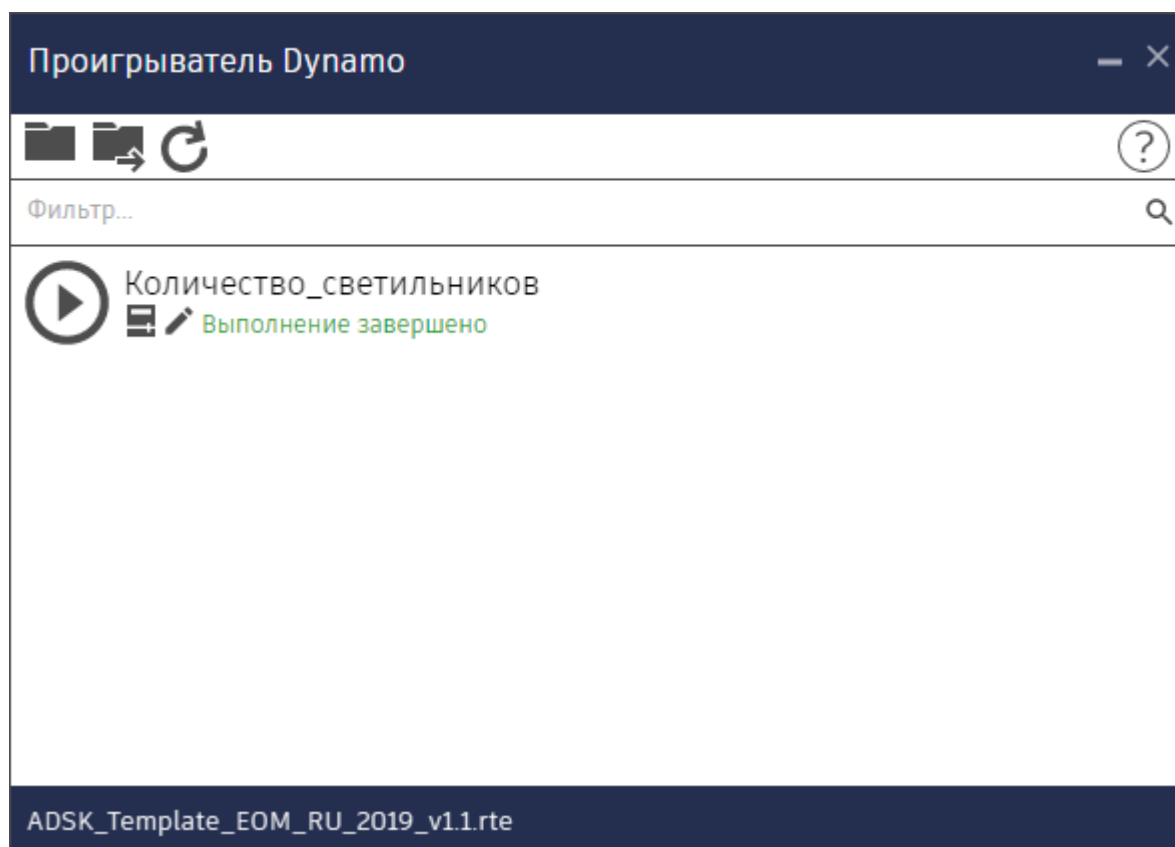 Проигрыватель Dynamo
Фильтр...
Количество_светильников
Выполнение завершено
ADSK_Template_EOM_RU_2019_v1.1.rte